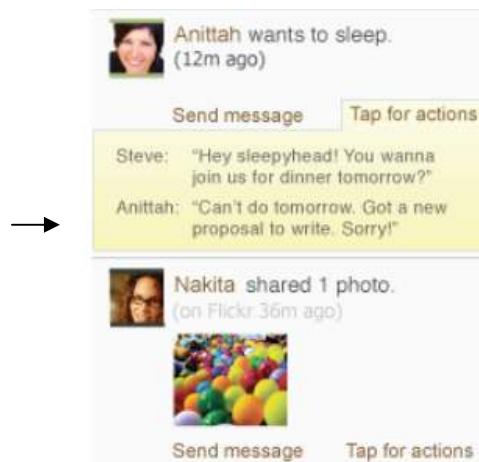 Anittah wants to sleep.
(12m ago)
Send message Tap for actions
Steve: “Hey sleepyhead! You wanna
join us for dinner tomorrow?”
Anittah: “Can’t do tomorrow. Got a new
proposal to write. Sorry!”
Nakita shared 1 photo.
(on Flickr 36m ago)
Send message Tap for actions